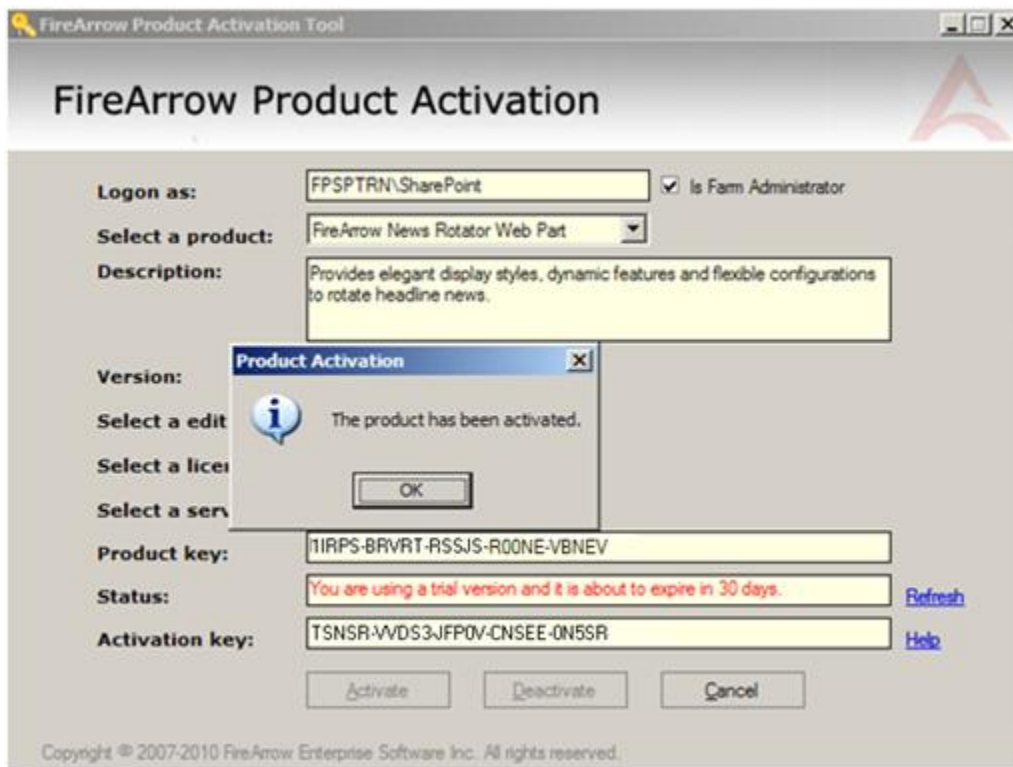 FireArrow Product Activation Tool
FireArrow Product Activation
Logon as:
FPSPTRN\SharePoint
Is Farm Administrator
Select a product:
FireArrow News Rotator Web Part
Description:
Provides elegant display styles, dynamic features and flexible configurations
to rotate headline news.
Product Activation
Version:
The product has been activated.
Select a edit
Select a licen
OK
Select a serv
Product key:
I1IRPS-BRVRT-RSSJS-R00NE-VBNEV
Status:
You are using a trial version and it is about to expire in 30 days.
Refresh
Activation key:
TSNSR-VVDS3-JFP0V-CNSEE-0N5SR
Help
Activate
Deactivate
Cancel
Copyright © 2007-2010 FireArrow Enterprise Software Inc. All rights reserved.